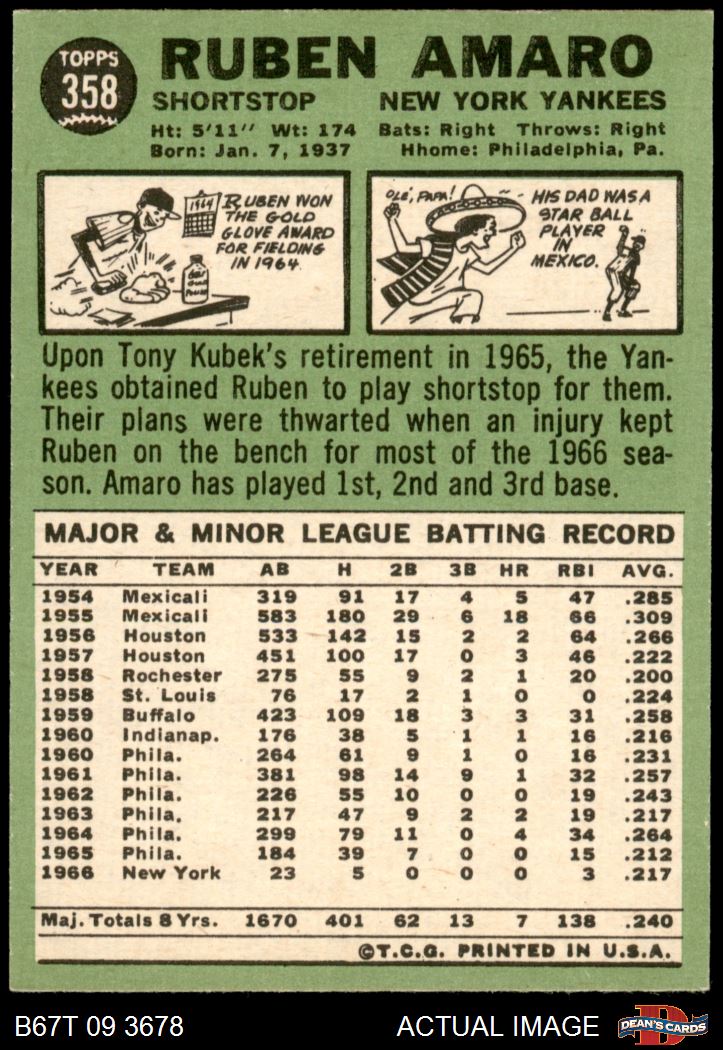 TOPPS
358
RUBEN AMARO
SHORTSTOP NEW YORK YANKEES
Ht: 5'11" Wt: 174 Bats: Right Throws: Right
Born: Jan. 7, 1937 Hhome: Philadelphia, Pa.
1964
RUBEN WON
THE GOLD
GLOVE AWARD
FOR FIELDING
IN 1964.
OLÉ, PAPA!
HIS DAD WAS A
STAR BALL
PLAYER
IN
MEXICO.
Upon Tony Kubek's retirement in 1965, the Yan-
kees obtained Ruben to play shortstop for them.
Their plans were thwarted when an injury kept
Ruben on the bench for most of the 1966 sea-
son. Amaro has played 1st, 2nd and 3rd base.
MAJOR & MINOR LEAGUE BATTING RECORD
YEAR TEAM AB H 2B 3B HR RBI AVG.
1954 Mexicali 319 91 17 4 5 47 .285
1955 Mexicali 583 180 29 6 18 66 .309
1956 Houston 533 142 15 2 2 64 .266
1957 Houston 451 100 17 0 3 46 .222
1958 Rochester 275 55 9 2 1 20 .200
1958 St. Louis 76 17 2 1 0 0 .224
1959 Buffalo 423 109 18 3 3 31 .258
1960 Indianap. 176 38 5 1 1 16 .216
1960 Phila. 264 61 9 1 0 16 .231
1961 Phila. 381 98 14 9 1 32 .257
1962 Phila. 226 55 10 0 0 19 .243
1963 Phila. 217 47 9 2 2 19 .217
1964 Phila. 299 79 11 0 4 34 .264
1965 Phila. 184 39 7 0 0 15 .212
1966 New York 23 5 0 0 0 3 .217
Maj. Totals 8 Yrs. 1670 401 62 13 7 138 .240
©T.C.G. PRINTED IN U.S.A.
B67T 09 3678 ACTUAL IMAGE
DEAN'S CARDS